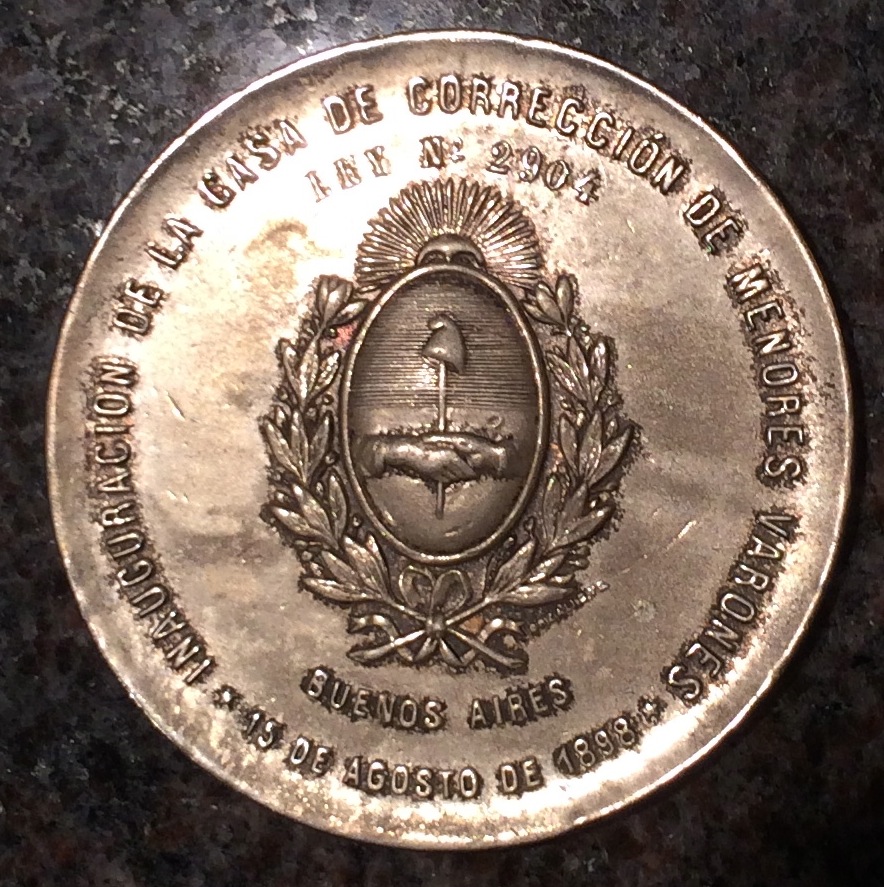 INAUGURACION DE LA CASA DE CORRECCIÓN DE MENORES VARONES
LEY Nº 2904
BUENOS AIRES
* 15 DE AGOSTO DE 1898 *